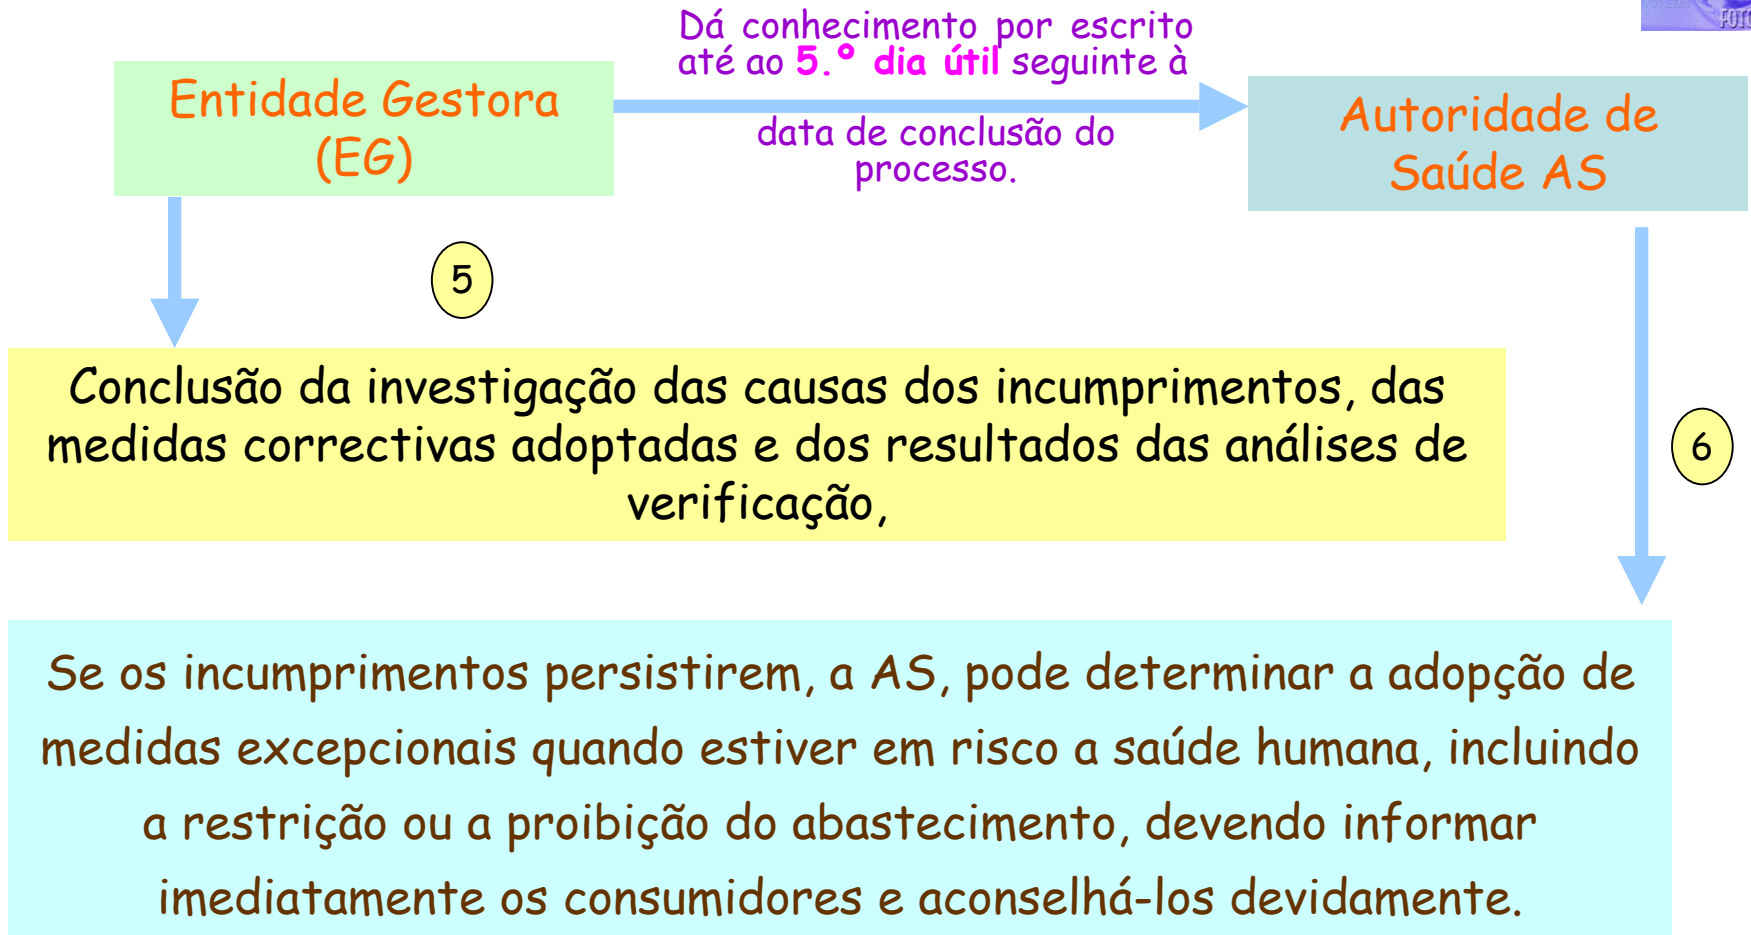 Dá conhecimento por escrito
até ao 5.º dia útil seguinte à
Entidade Gestora
(EG)
data de conclusão do
processo.
Autoridade de
Saúde AS
5
Conclusão da investigação das causas dos incumprimentos, das
medidas correctivas adoptadas e dos resultados das análises de
verificação,
6
Se os incumprimentos persistirem, a AS, pode determinar a adopção de
medidas excepcionais quando estiver em risco a saúde humana, incluindo
a restrição ou a proibição do abastecimento, devendo informar
imediatamente os consumidores e aconselhá-los devidamente.